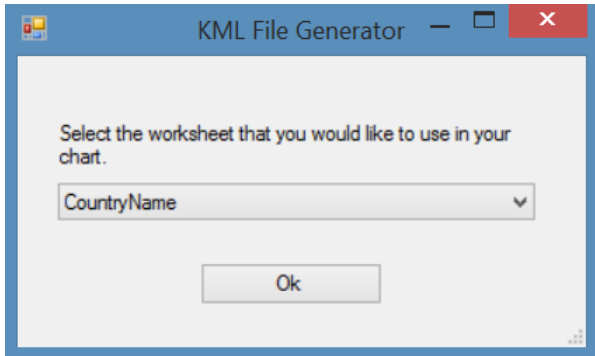 KML File Generator
Select the worksheet that you would like to use in your
chart.
CountryName
Ok